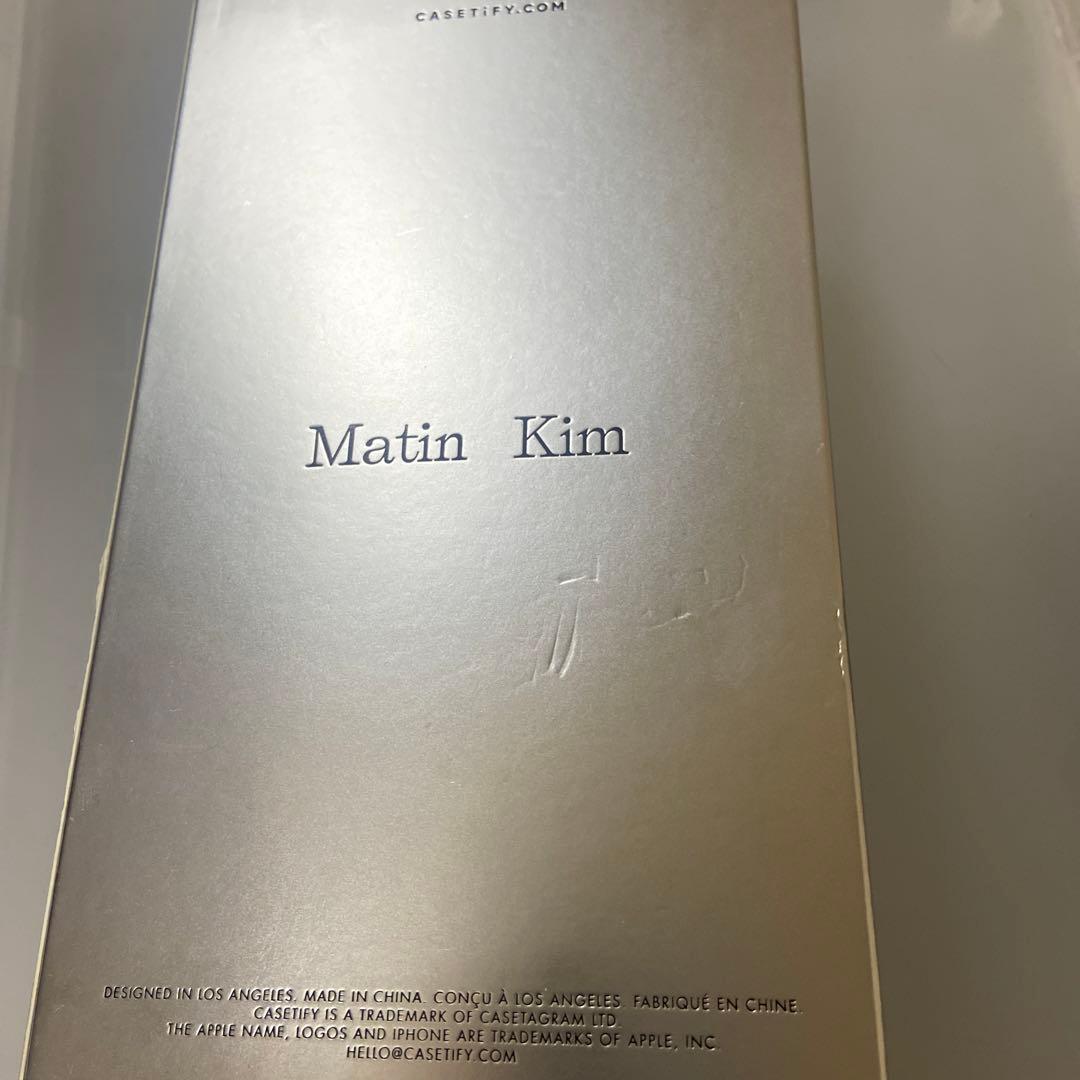 CASETiFY.COM
Matin Kim
DESIGNED IN LOS ANGELES. MADE IN CHINA. CONÇU À LOS ANGELES. FABRIQUÉ EN CHINE.
CASETIFY IS A TRADEMARK OF CASETAGRAM LTD.
THE APPLE NAME, LOGOS AND IPHONE ARE TRADEMARKS OF APPLE, INC.
HELLO@CASETIFY.COM